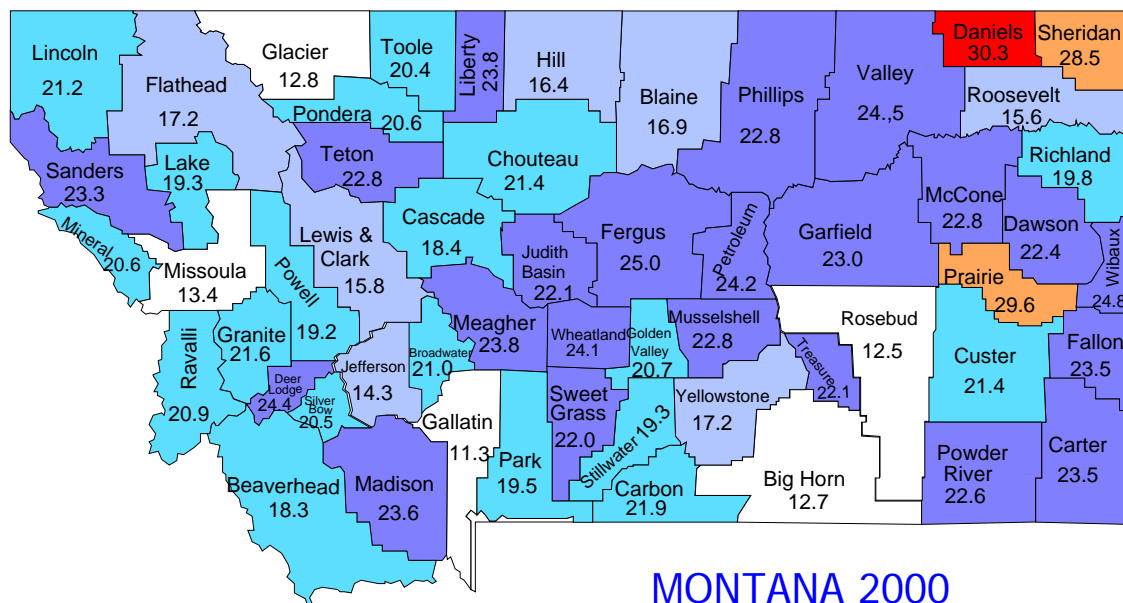 Lincoln
21.2
Flathead
17.2
Glacier
12.8
Toole
20.4
Liberty
23.8
Hill
16.4
Blaine
16.9
Phillips
22.8
Valley
24.,5
Daniels
30.3
Sheridan
28.5
Roosevelt
15.6
Pondera
20.6
Teton
22.8
Chouteau
21.4
Richland
19.8
Sanders
23.3
Lake
19.3
McCone
22.8
Dawson
22.4
Wibaux
24.8
Mineral
20.6
Missoula
13.4
Powell
19.2
Lewis &
Clark
15.8
Cascade
18.4
Judith
Basin
22.1
Fergus
25.0
Petroleum
24.2
Garfield
23.0
Prairie
29.6
Ravalli
20.9
Granite
21.6
Deer
Lodge
24.4
Silver
Bow
20.5
Jefferson
14.3
Broadwater
21.0
Meagher
23.8
Wheatland
24.1
Golden
Valley
20.7
Musselshell
22.8
Treasure
22.1
Rosebud
12.5
Custer
21.4
Fallon
23.5
Gallatin
11.3
Park
19.5
Sweet
Grass
22.0
Stillwater 19.3
Yellowstone
17.2
Beaverhead
18.3
Madison
23.6
Carbon
21.9
Big Horn
12.7
Powder
River
22.6
Carter
23.5
MONTANA 2000